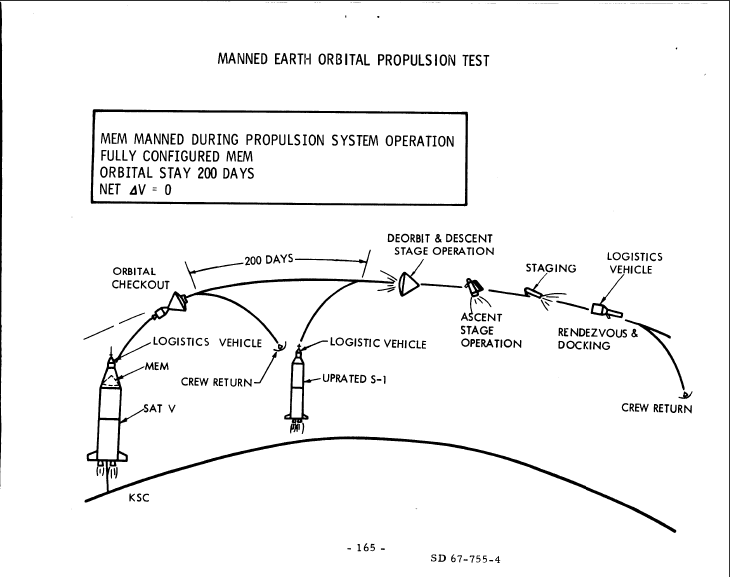 MANNED EARTH ORBITAL PROPULSION TEST
MEM MANNED DURING PROPULSION SYSTEM OPERATION
FULLY CONFIGURED MEM
ORBITAL STAY 200 DAYS
NET ΔV = 0
DEORBIT & DESCENT
STAGE OPERATION
200 DAYS
ORBITAL
CHECKOUT
STAGING
LOGISTICS
VEHICLE
ASCENT
STAGE
OPERATION
RENDEZVOUS &
DOCKING
LOGISTICS VEHICLE
LOGISTIC VEHICLE
MEM
CREW RETURN
UPRATED S-1
SAT V
CREW RETURN
KSC
- 165 -
SD 67-755-4